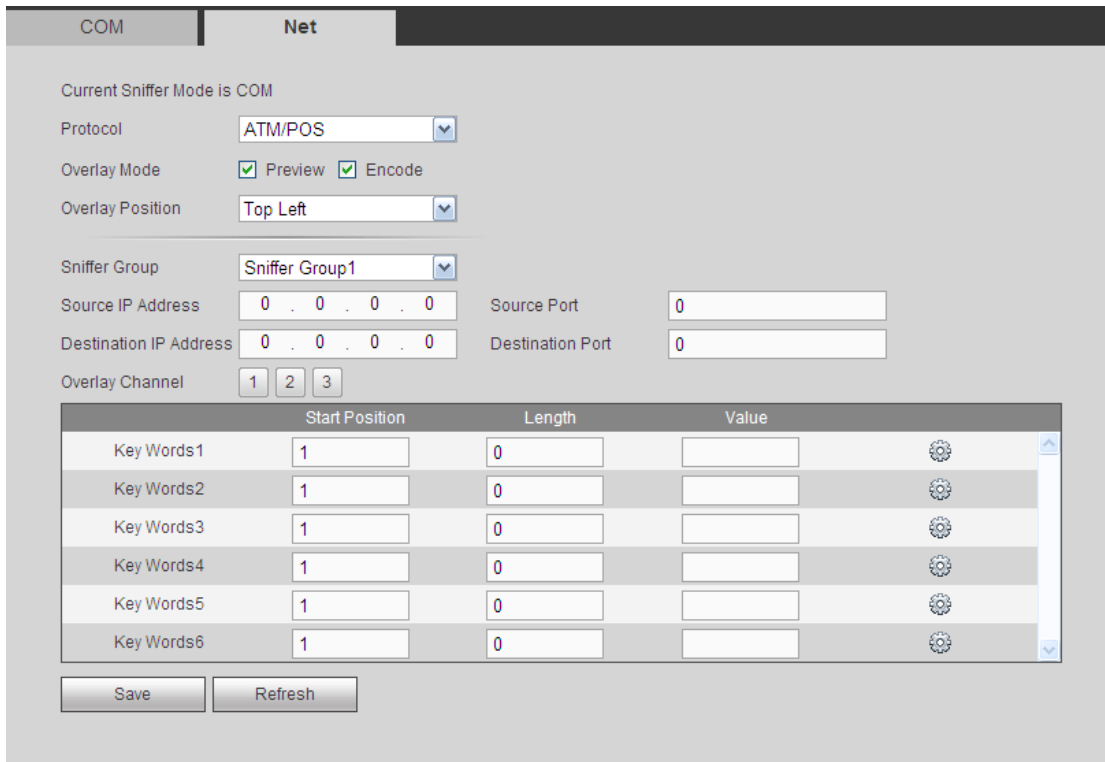 COM Net
Current Sniffer Mode is COM
Protocol ATM/POS
Overlay Mode Preview Encode
Overlay Position Top Left
Sniffer Group Sniffer Group1
Source IP Address 0 . 0 . 0 . 0 Source Port 0
Destination IP Address 0 . 0 . 0 . 0 Destination Port 0
Overlay Channel 1 2 3
Start Position Length Value
Key Words1 1 0
Key Words2 1 0
Key Words3 1 0
Key Words4 1 0
Key Words5 1 0
Key Words6 1 0
Save Refresh